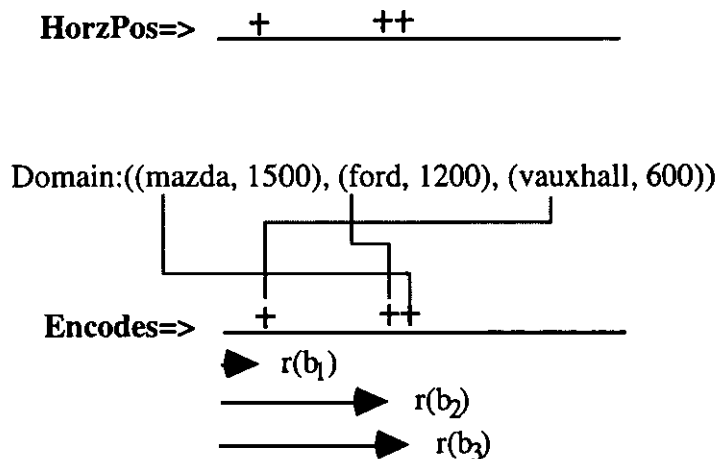 HorzPos=> + ++
Domain:((mazda, 1500), (ford, 1200), (vauxhall, 600))
Encodes=> + ++
r(b1)
r(b2)
r(b3)